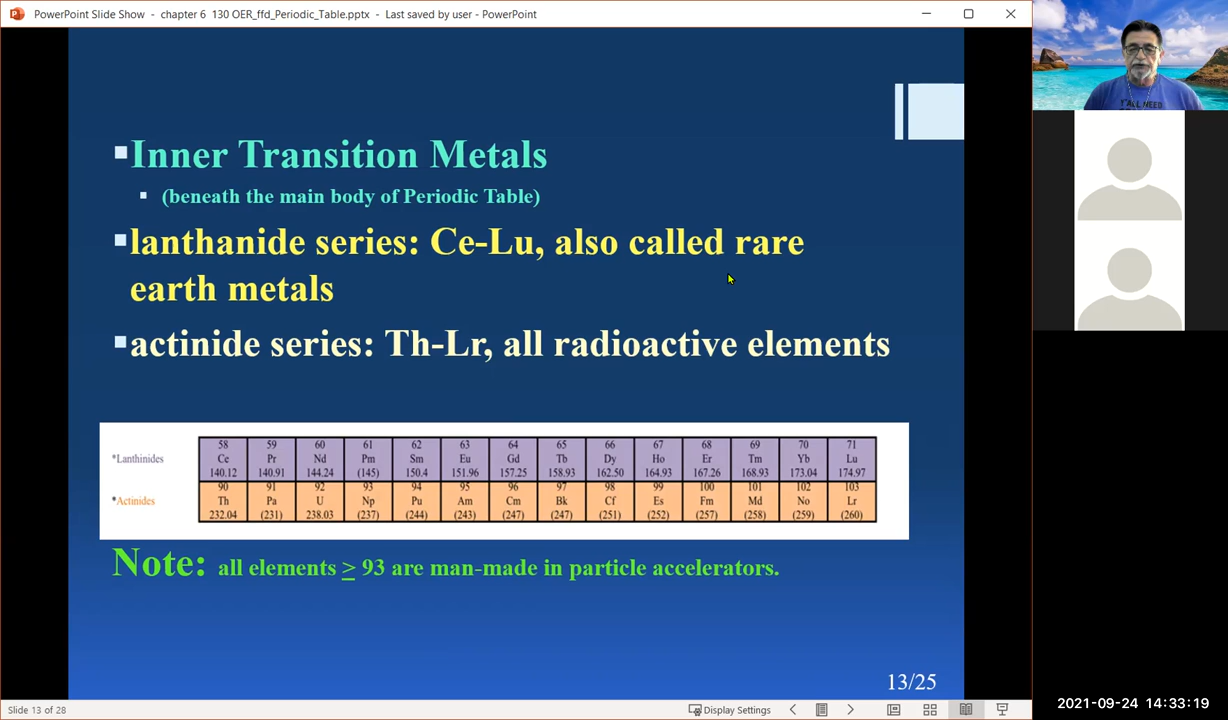 PowerPoint Slide Show - chapter 6 130 OER_ffd_Periodic_Table.pptx - Last saved by user - PowerPoint
Y'ALL NEED
Inner Transition Metals
(beneath the main body of Periodic Table)
lanthanide series: Ce-Lu, also called rare
earth metals
actinide series: Th-Lr, all radioactive elements
58 59 60 61 62 63 64 65 66 67 68 69 70 71
*Lanthinides Ce Pr Nd Pm Sm Eu Gd Tb Dy Ho Er Tm Yb Lu
140.12 140.91 144.24 (145) 150.4 151.96 157.25 158.93 162.50 164.93 167.26 168.93 173.04 174.97
90 91 92 93 94 95 96 97 98 99 100 101 102 103
*Actinides Th Pa U Np Pu Am Cm Bk Cf Es Fm Md No Lr
232.04 (231) 238.03 (237) (244) (243) (247) (247) (251) (252) (257) (258) (259) (260)
Note: all elements ≥ 93 are man-made in particle accelerators.
13/25
Slide 13 of 28
Display Settings
2021-09-24 14:33:19